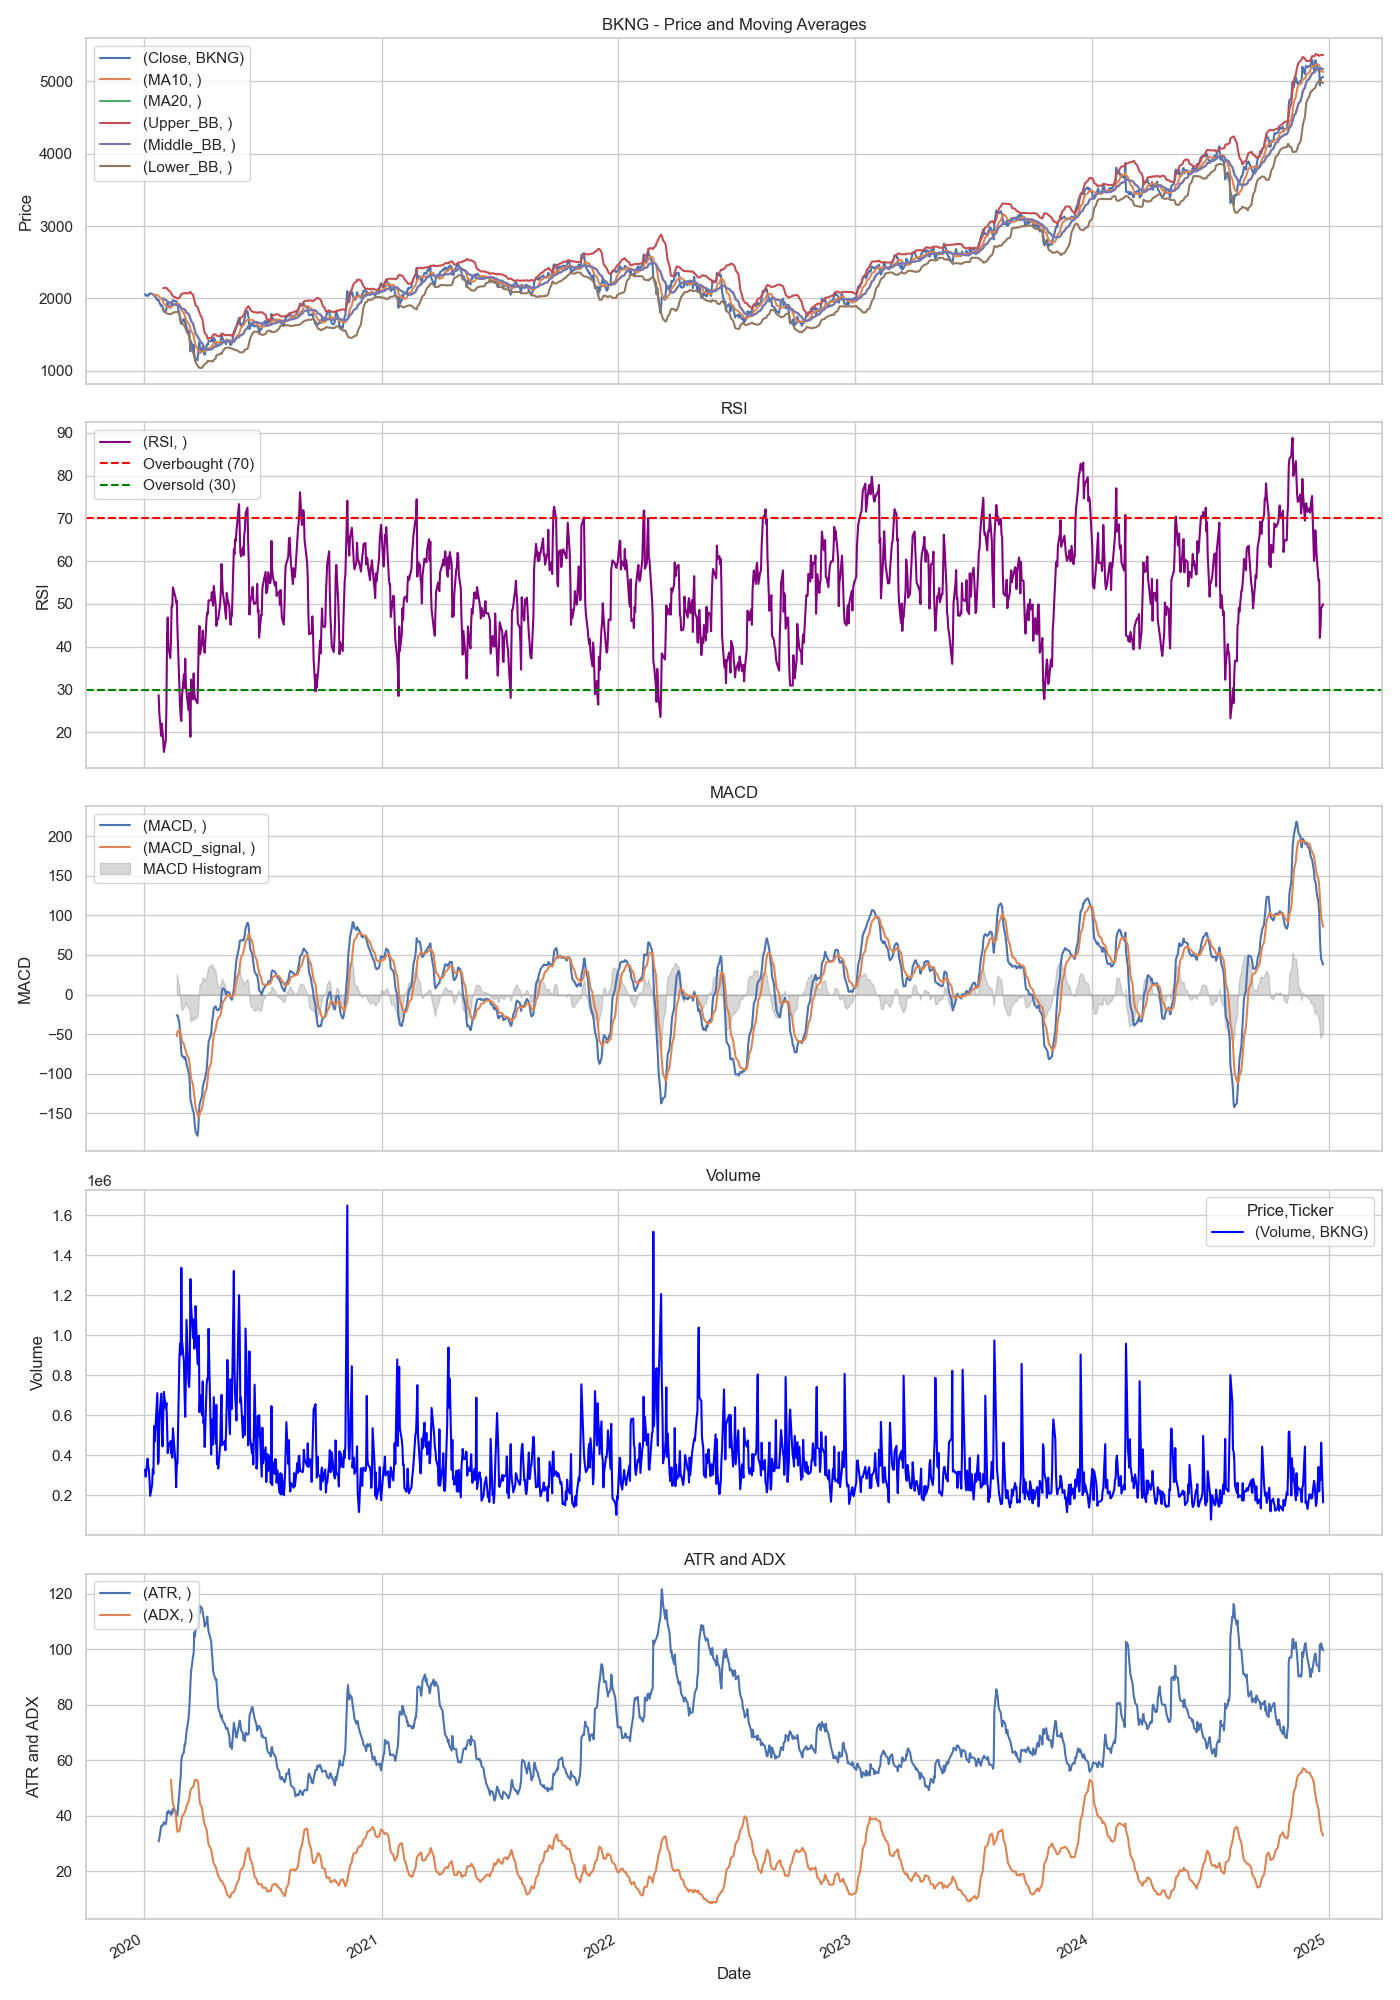 BKNG - Price and Moving Averages
(Close, BKNG)
(MA10, )
(MA20, )
(Upper_BB, )
(Middle_BB, )
(Lower_BB, )
5000
4000
3000
2000
1000
Price
RSI
(RSI, )
Overbought (70)
Oversold (30)
90
80
70
60
50
40
30
20
RSI
MACD
(MACD, )
(MACD_signal, )
MACD Histogram
200
150
100
50
0
−50
−100
−150
MACD
Volume
1e6
Price,Ticker
(Volume, BKNG)
1.6
1.4
1.2
1.0
0.8
0.6
0.4
0.2
Volume
ATR and ADX
(ATR, )
(ADX, )
120
100
80
60
40
20
ATR and ADX
2020
2021
2022
2023
2024
2025
Date